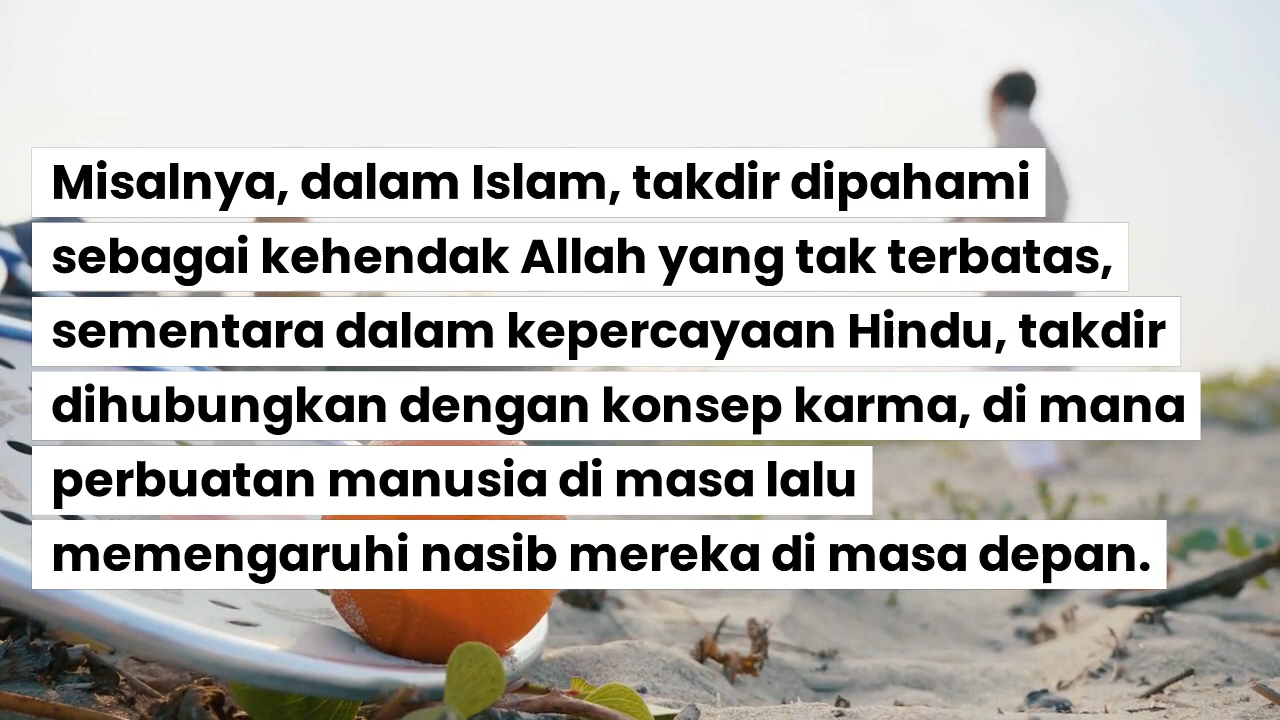 Misalnya, dalam Islam, takdir dipahami
sebagai kehendak Allah yang tak terbatas,
sementara dalam kepercayaan Hindu, takdir
dihubungkan dengan konsep karma, di mana
perbuatan manusia di masa lalu
memengaruhi nasib mereka di masa depan.